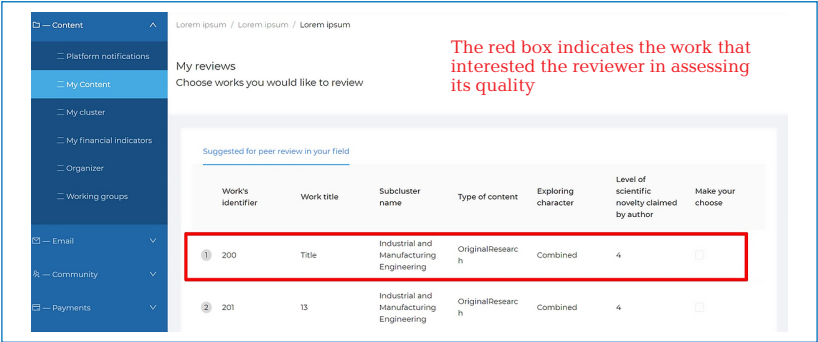 — Content
Platform notifications
My Content
My cluster
My financial indicators
Organizer
Working groups
— Email
— Community
— Payments
Lorem ipsum / Lorem ipsum / Lorem ipsum
My reviews
Choose works you would like to review
The red box indicates the work that
interested the reviewer in assessing
its quality
Suggested for peer review in your field
Work's identifier Work title Subcluster name Type of content Exploring character Level of scientific novelty claimed by author Make your choose
1 200 Title Industrial and Manufacturing Engineering OriginalResearch Combined 4
2 201 13 Industrial and Manufacturing Engineering OriginalResearch Combined 4